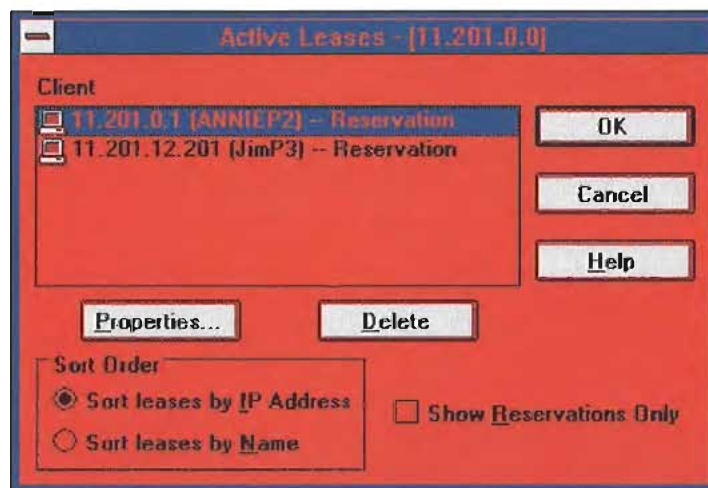 Active Leases - [11.201.0.0]
Client
11.201.0.1 (ANNIEP2) -- Reservation
11.201.12.201 (JimP3) -- Reservation
OK
Cancel
Help
Properties...
Delete
Sort Order
Sort leases by IP Address
Sort leases by Name
Show Reservations Only